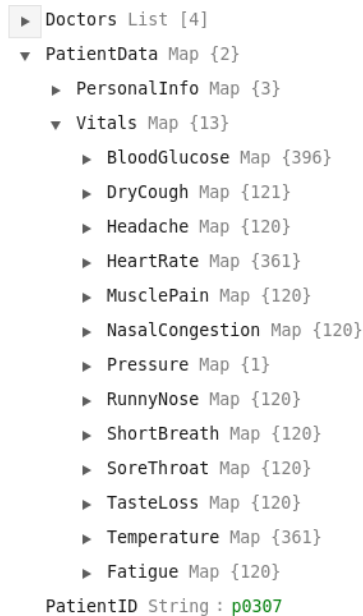 Doctors List [4]
PatientData Map {2}
PersonalInfo Map {3}
Vitals Map {13}
BloodGlucose Map {396}
DryCough Map {121}
Headache Map {120}
HeartRate Map {361}
MusclePain Map {120}
NasalCongestion Map {120}
Pressure Map {1}
RunnyNose Map {120}
ShortBreath Map {120}
SoreThroat Map {120}
TasteLoss Map {120}
Temperature Map {361}
Fatigue Map {120}
PatientID String : p0307